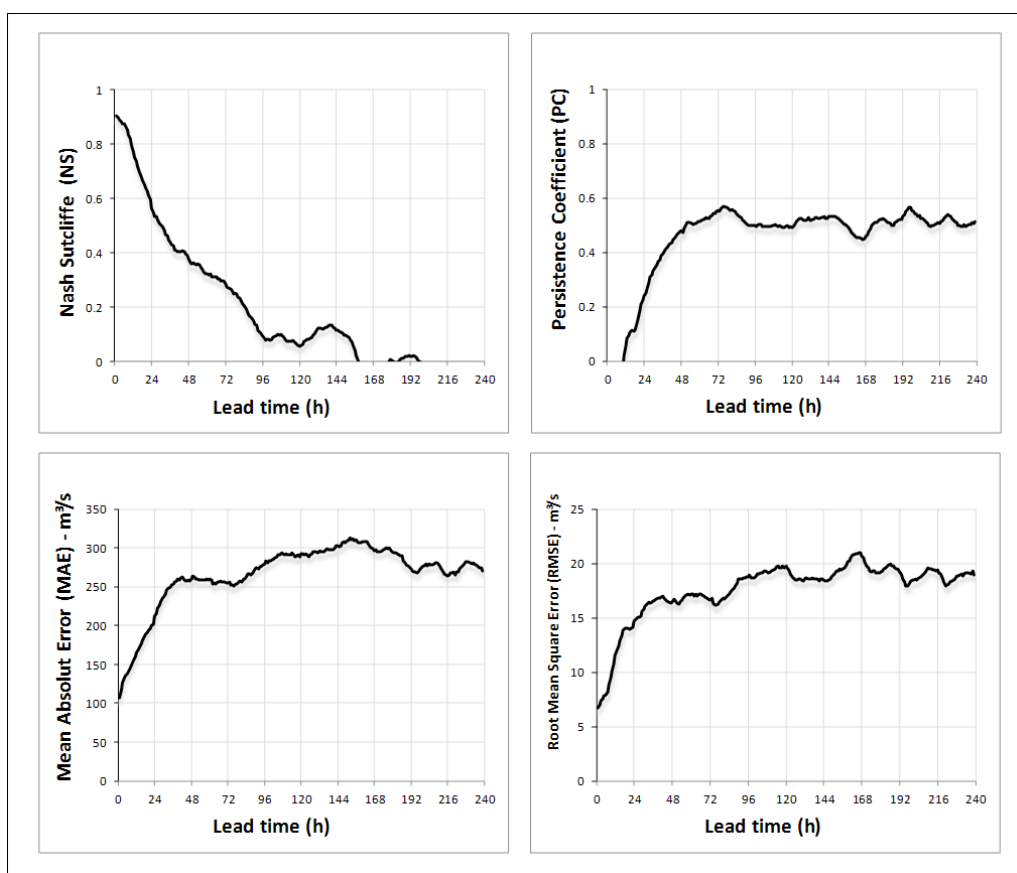 Nash Sutcliffe (NS)
1
0.8
0.6
0.4
0.2
0
0 24 48 72 96 120 144 168 192 216 240
Lead time (h)
Persistence Coefficient (PC)
1
0.8
0.6
0.4
0.2
0
0 24 48 72 96 120 144 168 192 216 240
Lead time (h)
Mean Absolut Error (MAE) - m³/s
350
300
250
200
150
100
50
0
0 24 48 72 96 120 144 168 192 216 240
Lead time (h)
Root Mean Square Error (RMSE) - m³/s
25
20
15
10
5
0
0 24 48 72 96 120 144 168 192 216 240
Lead time (h)